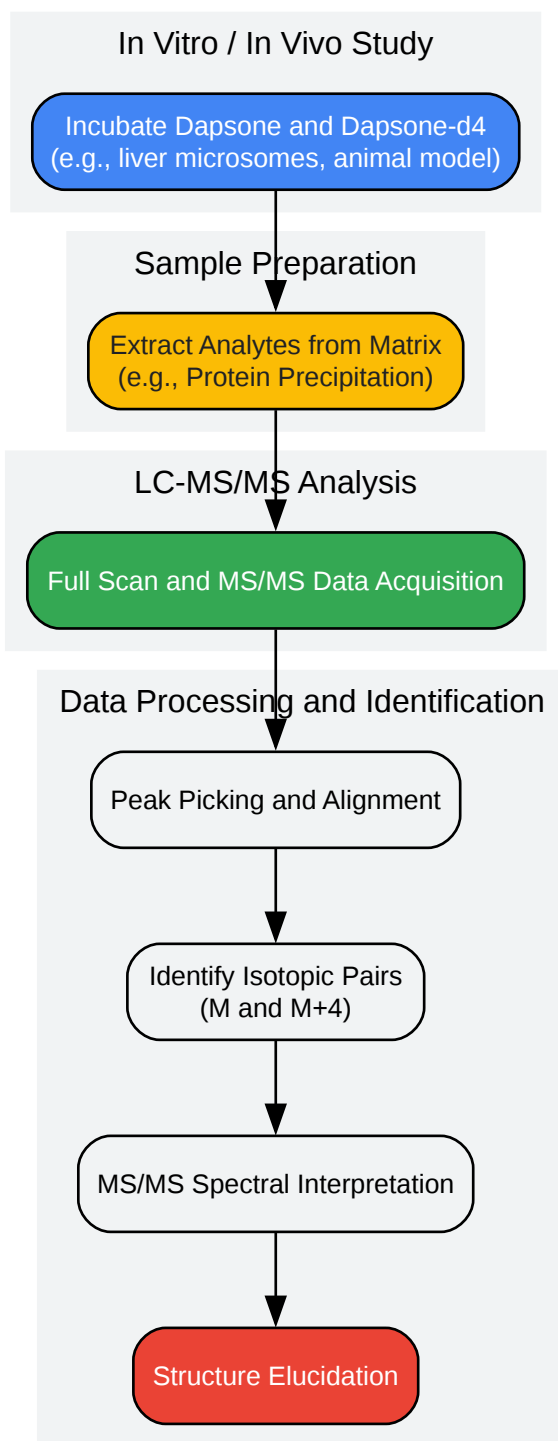 In Vitro / In Vivo Study
Incubate Dapsone and Dapsone-d4
(e.g., liver microsomes, animal model)
Sample Preparation
Extract Analytes from Matrix
(e.g., Protein Precipitation)
LC-MS/MS Analysis
Full Scan and MS/MS Data Acquisition
Data Processing and Identification
Peak Picking and Alignment
Identify Isotopic Pairs
(M and M+4)
MS/MS Spectral Interpretation
Structure Elucidation